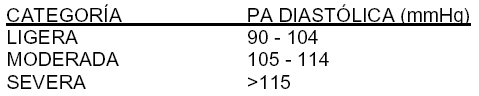 CATEGORÍA PA DIASTÓLICA (mmHg)
LIGERA 90 - 104
MODERADA 105 - 114
SEVERA >115